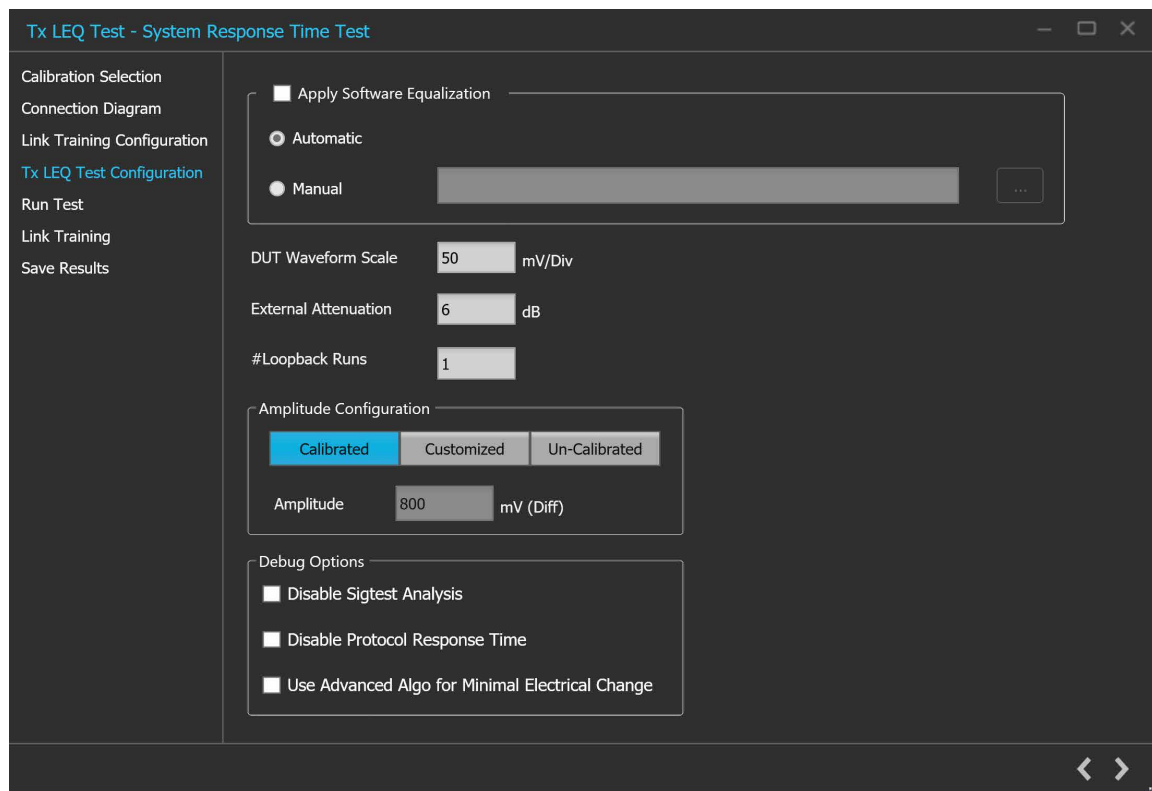 Tx LEQ Test - System Response Time Test
Calibration Selection
Connection Diagram
Link Training Configuration
Tx LEQ Test Configuration
Run Test
Link Training
Save Results
Apply Software Equalization
Automatic
Manual
...
DUT Waveform Scale 50 mV/Div
External Attenuation 6 dB
#Loopback Runs 1
Amplitude Configuration
Calibrated Customized Un-Calibrated
Amplitude 800 mV (Diff)
Debug Options
Disable Sigtest Analysis
Disable Protocol Response Time
Use Advanced Algo for Minimal Electrical Change